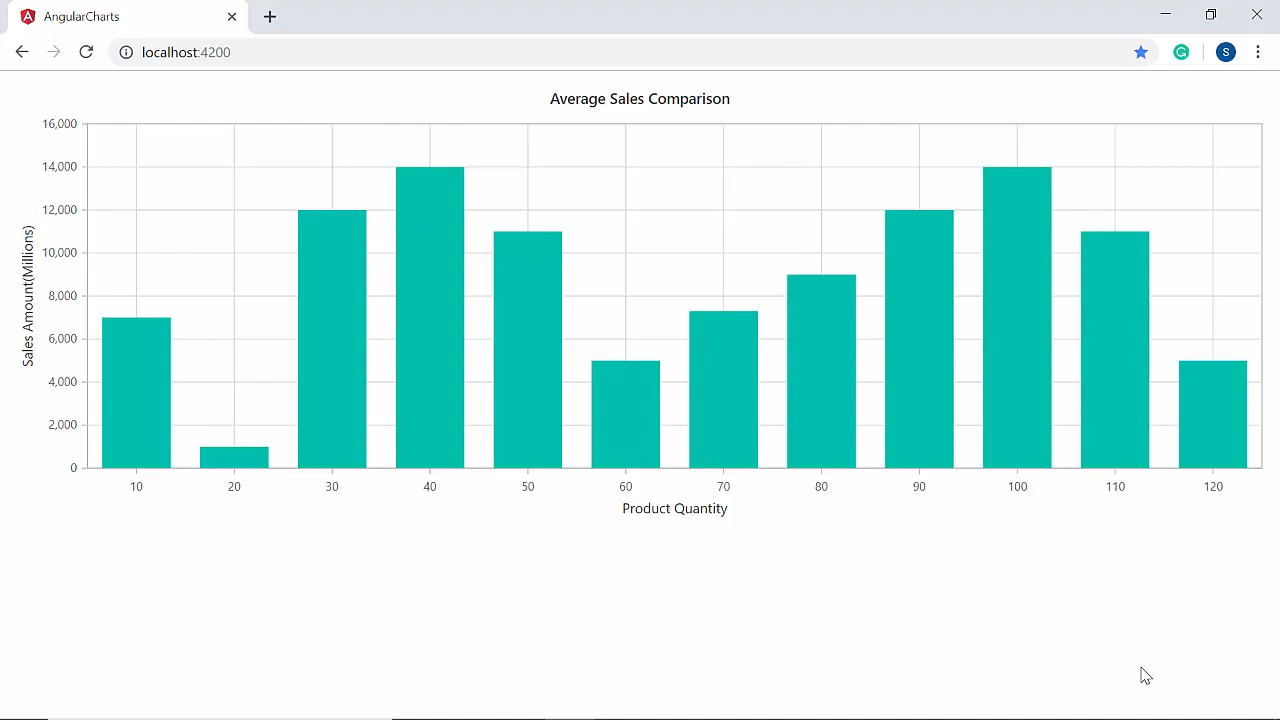 AngularCharts
localhost:4200
S
Average Sales Comparison
16,000
14,000
12,000
10,000
8,000
6,000
4,000
2,000
0
Sales Amount(Millions)
10 20 30 40 50 60 70 80 90 100 110 120
Product Quantity